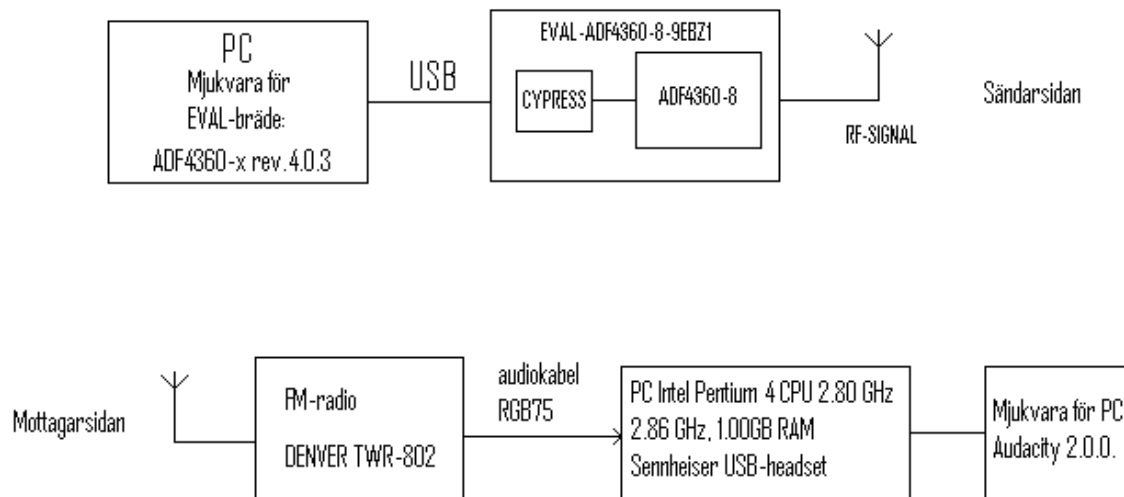 PC
Mjukvara för
EVAL-bräde:
ADF4360-x rev.4.0.3
USB
EVAL-ADF4360-8-9EBZ1
CYPRESS
ADF4360-8
RF-SIGNAL
Sändarsidan
Mottagarsidan
FM-radio
DENVER TWR-802
audiokabel
RGB75
PC Intel Pentium 4 CPU 2.80 GHz
2.86 GHz, 1.00GB RAM
Sennheiser USB-headset
Mjukvara för PC
Audacity 2.0.0.